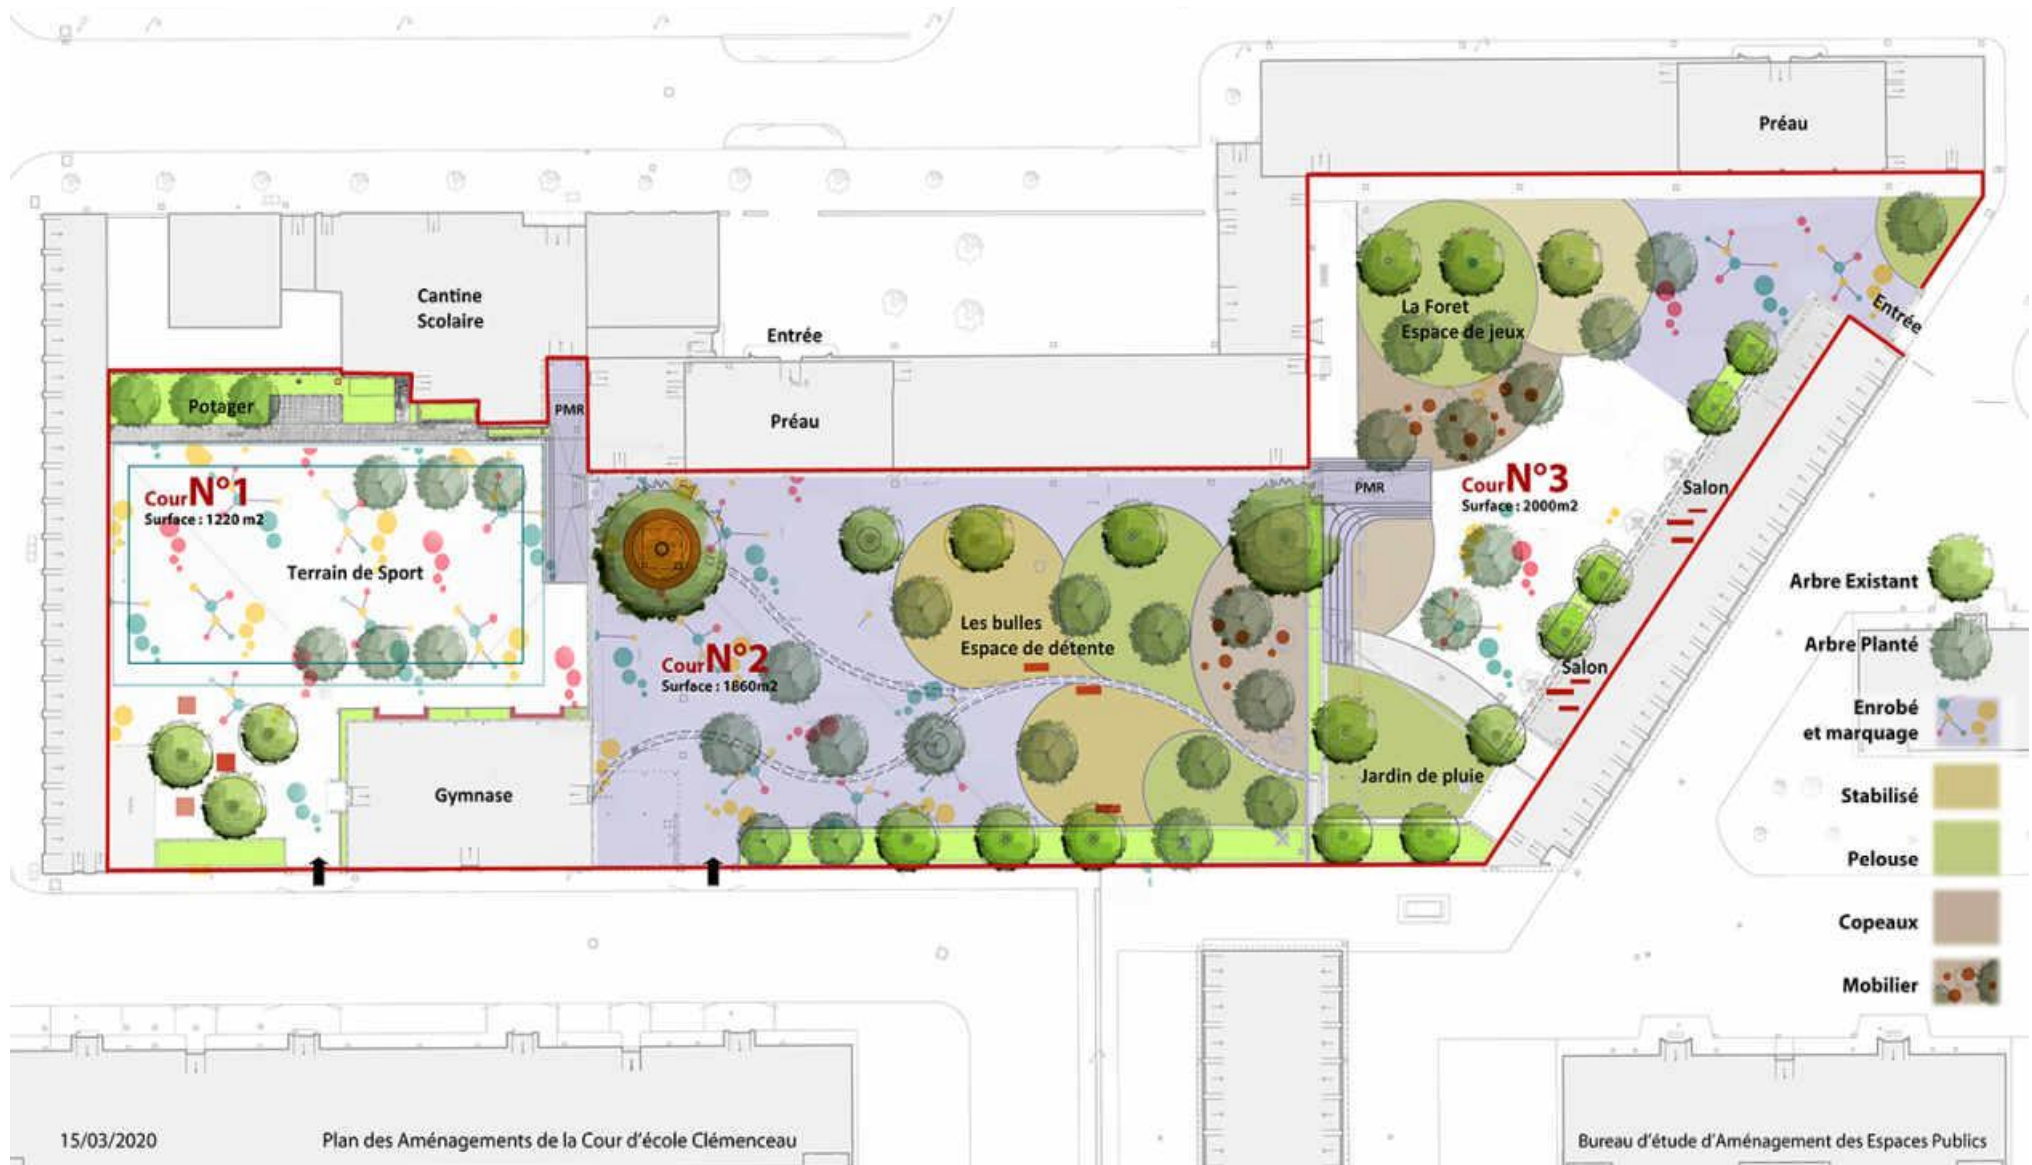 Préau
Cantine
Scolaire
Entrée
Préau
Potager
PMR
Cour N°1
Surface : 1220 m2
Terrain de Sport
Gymnase
Cour N°2
Surface : 1860m2
Les bulles
Espace de détente
La Foret
Espace de jeux
Entrée
PMR
Cour N°3
Surface : 2000m2
Salon
Salon
Jardin de pluie
Arbre Existant
Arbre Planté
Enrobé
et marquage
Stabilisé
Pelouse
Copeaux
Mobilier
15/03/2020
Plan des Aménagements de la Cour d'école Clémenceau
Bureau d'étude d'Aménagement des Espaces Publics